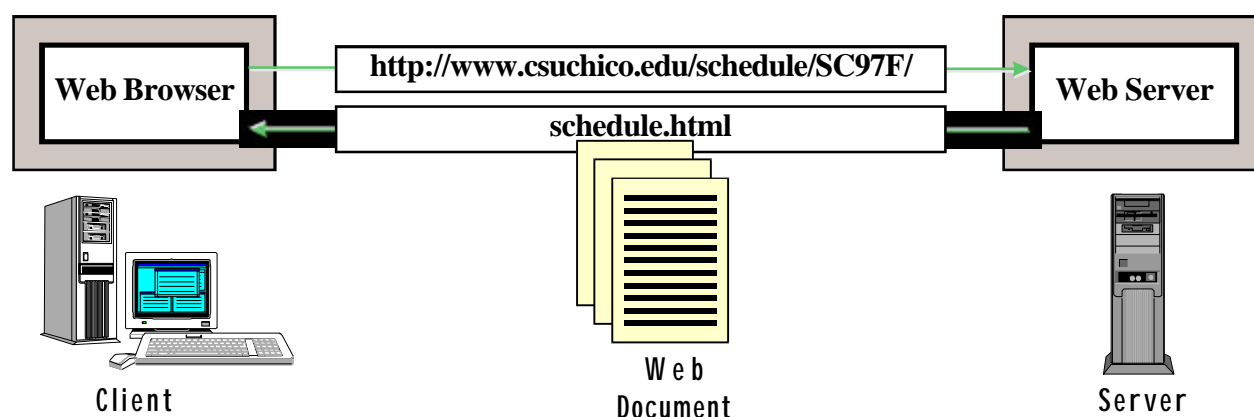 http://www.csuchico.edu/schedule/SC97F/
Web Browser
Web Server
schedule.html
Client
Web
Document
Server